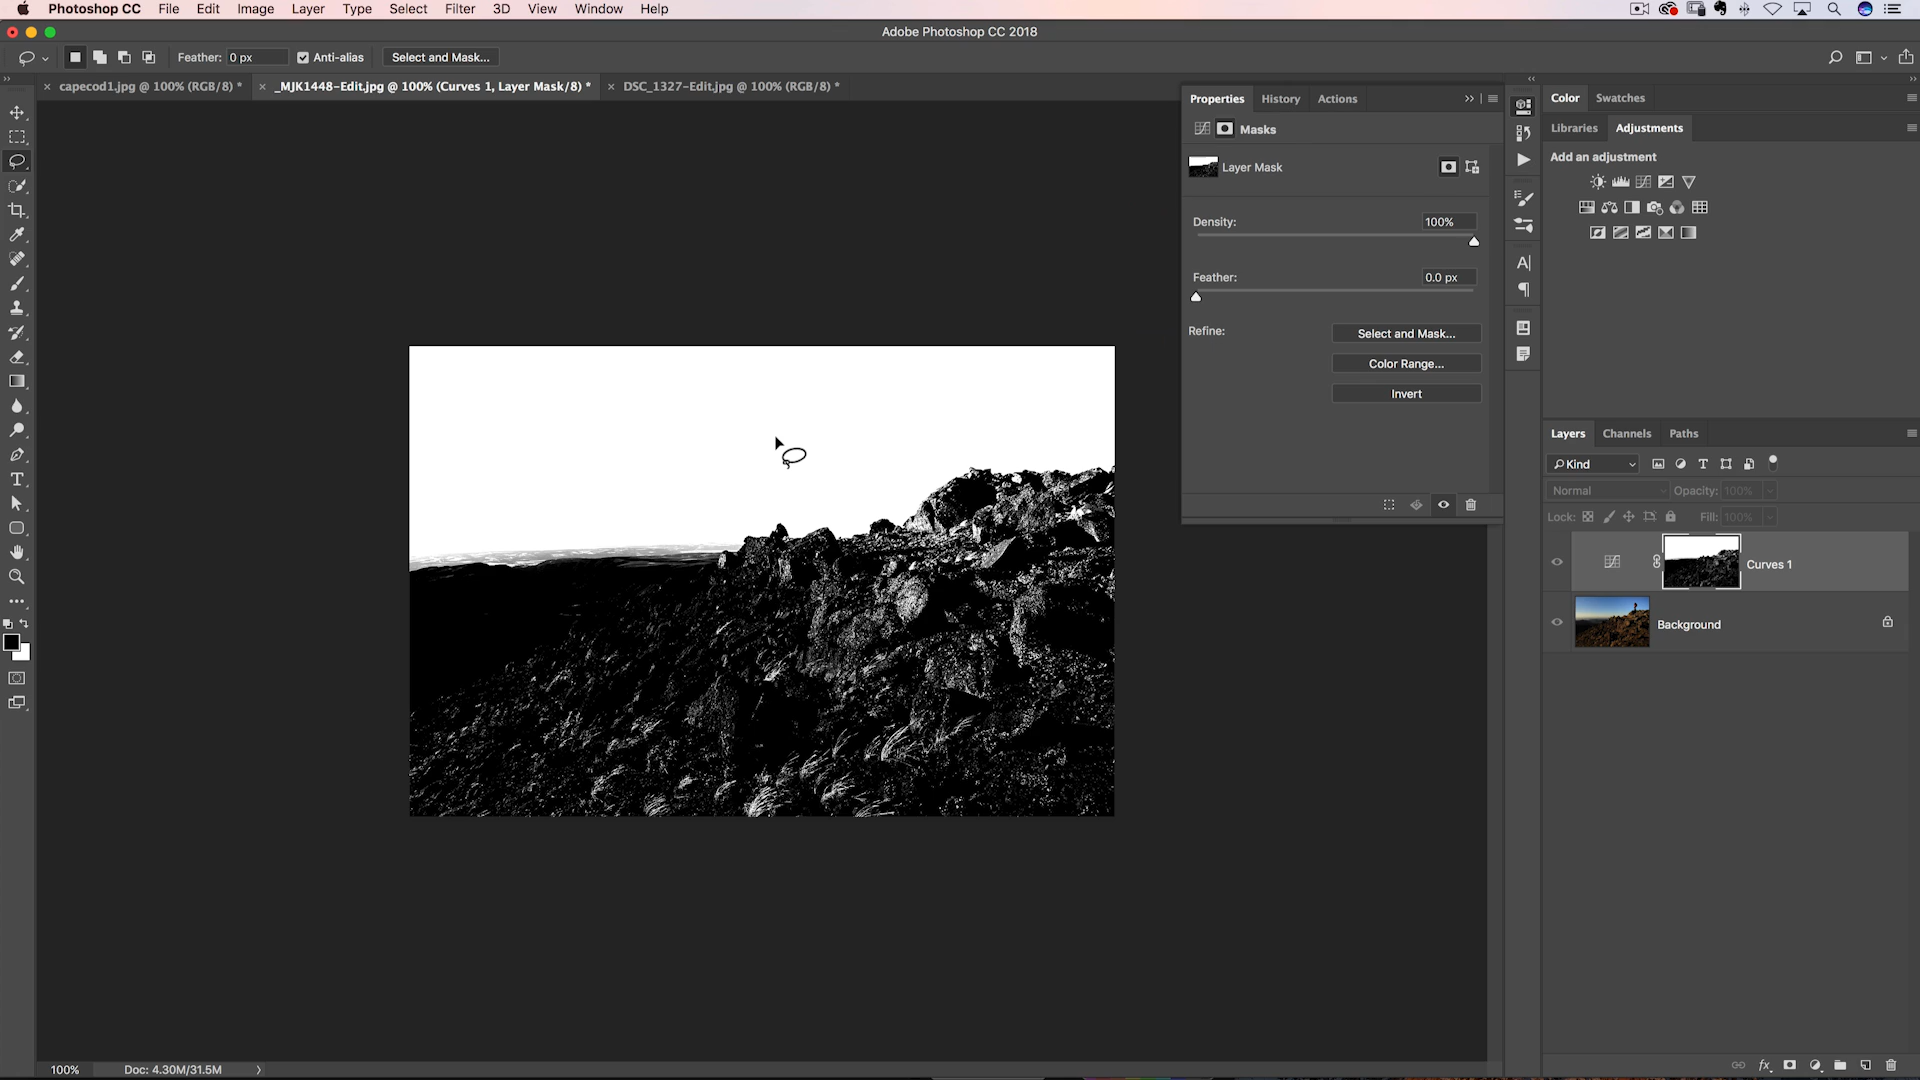 Photoshop CC File Edit Image Layer Type Select Filter 3D View Window Help
Adobe Photoshop CC 2018
Feather: 0 px Anti-alias Select and Mask...
capecod1.jpg @ 100% (RGB/8) * _MJK1448-Edit.jpg @ 100% (Curves 1, Layer Mask/8) * DSC_1327-Edit.jpg @ 100% (RGB/8) *
Properties History Actions
Masks
Layer Mask
Density: 100%
Feather: 0.0 px
Refine: Select and Mask...
Color Range...
Invert
Color Swatches
Libraries Adjustments
Add an adjustment
Layers Channels Paths
Kind
Normal Opacity: 100%
Lock: Fill: 100%
Curves 1
Background
100% Doc: 4.30M/31.5M